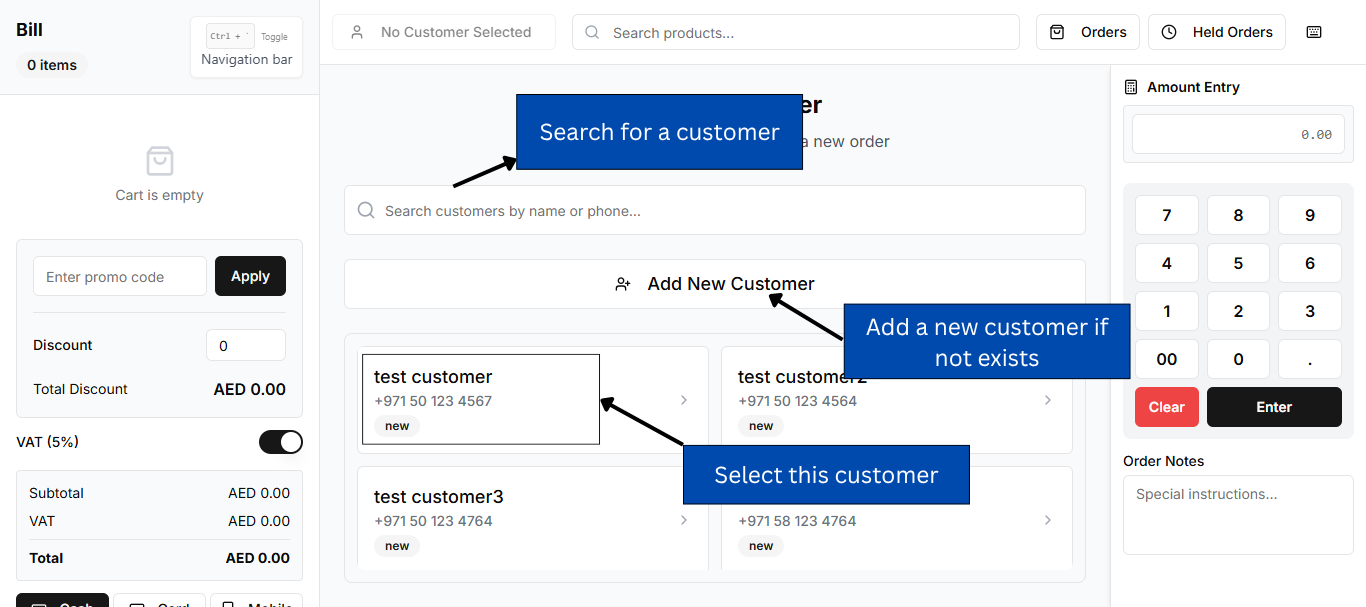 Bill
0 items
Ctrl + ` Toggle
Navigation bar
No Customer Selected
Search products...
Orders
Held Orders
Cart is empty
Enter promo code
Apply
Discount
0
Total Discount
AED 0.00
VAT (5%)
Subtotal
AED 0.00
VAT
AED 0.00
Total
AED 0.00
Cash
Card
Mobile
Search for a customer
er
a new order
Search customers by name or phone...
Add New Customer
Add a new customer if
not exists
test customer
+971 50 123 4567
new
test customer2
+971 50 123 4564
new
Select this customer
test customer3
+971 50 123 4764
new
+971 58 123 4764
new
Amount Entry
0.00
7 8 9
4 5 6
1 2 3
00 0 .
Clear
Enter
Order Notes
Special instructions...